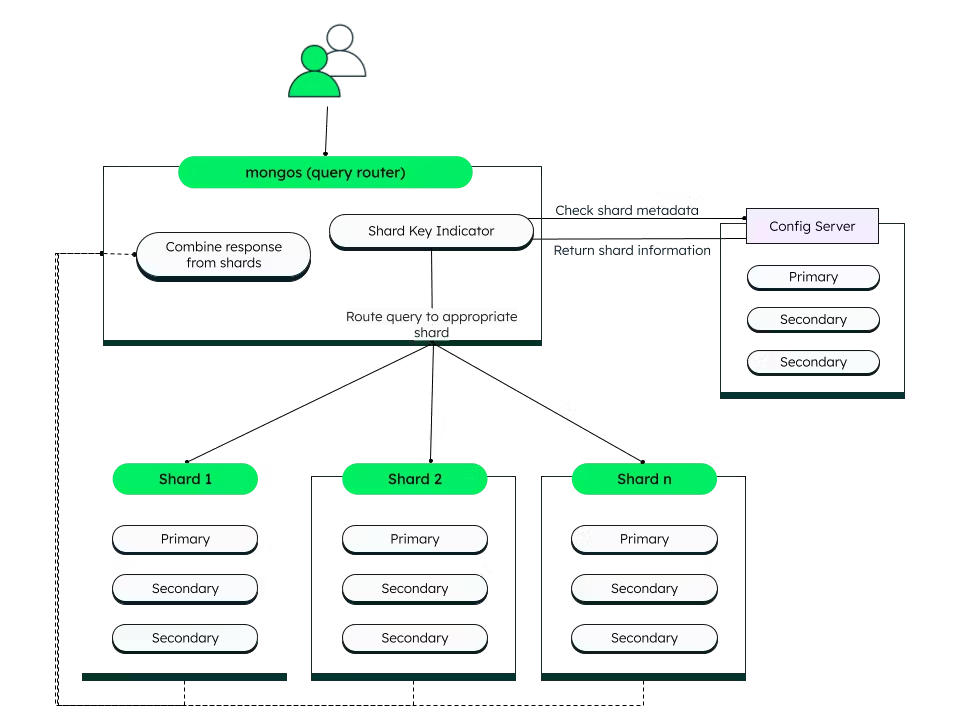 mongos (query router)
Check shard metadata
Shard Key Indicator
Config Server
Combine response
from shards
Return shard information
Primary
Route query to appropriate
shard
Secondary
Secondary
Shard 1
Shard 2
Shard n
Primary
Primary
Primary
Secondary
Secondary
Secondary
Secondary
Secondary
Secondary